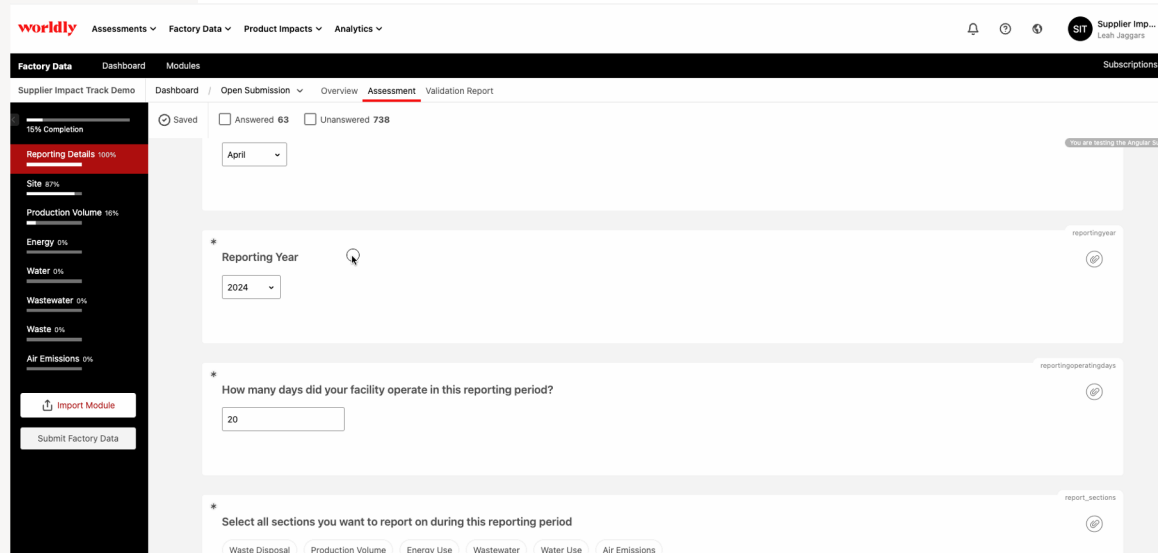 worldly
Assessments Factory Data Product Impacts Analytics
SIT Supplier Imp...
Leah Jaggars
Factory Data Dashboard Modules Subscriptions
Supplier Impact Track Demo Dashboard / Open Submission Overview Assessment Validation Report
15% Completion
Saved Answered 63 Unanswered 738
You are testing the Angular
Reporting Details 100%
April
Site 87%
Production Volume 16%
Energy 0%
Water 0%
Wastewater 0%
Waste 0%
Air Emissions 0%
Import Module
Submit Factory Data
reportingyear
*
Reporting Year
2024
reportingoperatingdays
*
How many days did your facility operate in this reporting period?
20
report_sections
*
Select all sections you want to report on during this reporting period
Waste Disposal Production Volume Energy Use Wastewater Water Use Air Emissions